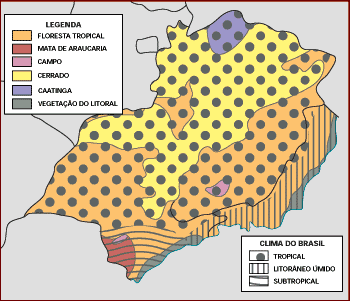 LEGENDA
FLORESTA TROPICAL
MATA DE ARAUCARIA
CAMPO
CERRADO
CAATINGA
VEGETAÇÃO DO LITORAL
CLIMA DO BRASIL
TROPICAL
LITORÂNEO ÚMIDO
SUBTROPICAL